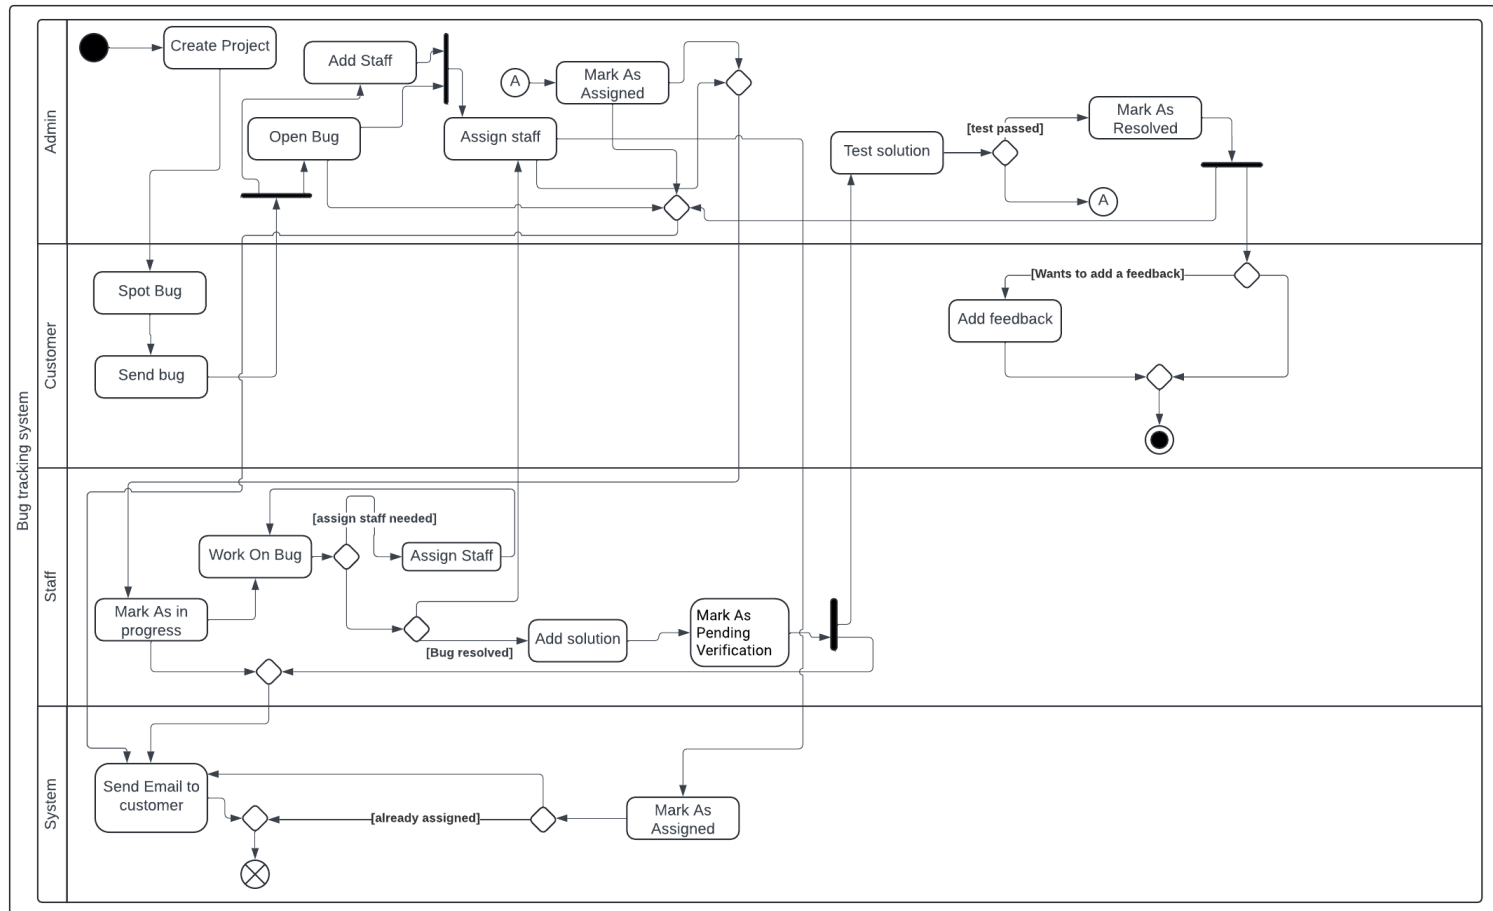 Bug tracking system
Admin
Create Project
Add Staff
Open Bug
A
Mark As
Assigned
Assign staff
Test solution
[test passed]
Mark As
Resolved
A
Customer
Spot Bug
Send bug
[Wants to add a feedback]
Add feedback
Staff
[assign staff needed]
Work On Bug
Assign Staff
Mark As in
progress
[Bug resolved]
Add solution
Mark As
Pending
Verification
System
Send Email to
customer
[already assigned]
Mark As
Assigned